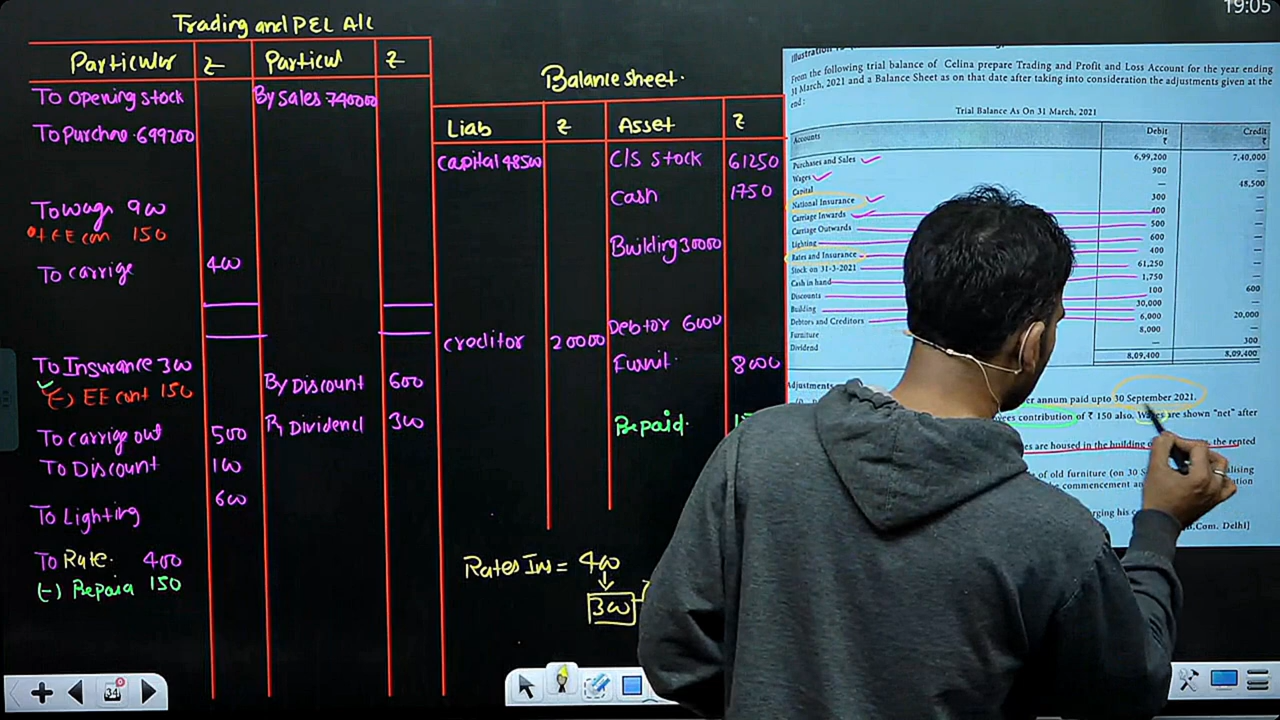 19:05
Trading and P&L A/c
Particular ₹ Particul ₹
To Opening stock By Sales 740000
To Purchase 699200
To wags 900
+ EE con 150
To carrige 400
To Insurance 300
(-) EE cont 150
By Discount 600
To carrige out 500 By Dividend 300
To Discount 100
To Lighting 600
To Rate. 400
(-) Prepaid 150
Balance sheet.
Liab ₹ Asset ₹
Capital 48500 C/S Stock 61250
Cash 1750
Building 30000
creditor 20000 Debtor 6000
Furnit. 8000
Prepaid.
Rates Ins = 400
300
From the following trial balance of Celina prepare Trading and Profit and Loss Account for the year ending
31 March, 2021 and a Balance Sheet as on that date after taking into consideration the adjustments given at the
end:
Trial Balance As On 31 March, 2021
Accounts Debit Credit
₹ ₹
Purchases and Sales 6,99,200 7,40,000
Wages 900 —
Capital — 48,500
National Insurance 300 —
Carriage Inwards 400 —
Carriage Outwards 500 —
Lighting 600 —
Rates and Insurance 400 —
Stock on 31-3-2021 61,250 —
Cash in hand 1,750 —
Discounts 100 600
Building 30,000 —
Debtors and Creditors 6,000 20,000
Furniture 8,000 —
Dividend — 300
8,09,400 8,09,400
Adjustments
per annum paid upto 30 September 2021.
contribution of ₹ 150 also. Wages are shown "net" after
are housed in the building the rented
of old furniture (on 30
the commencement
.Com. Delhi]
34